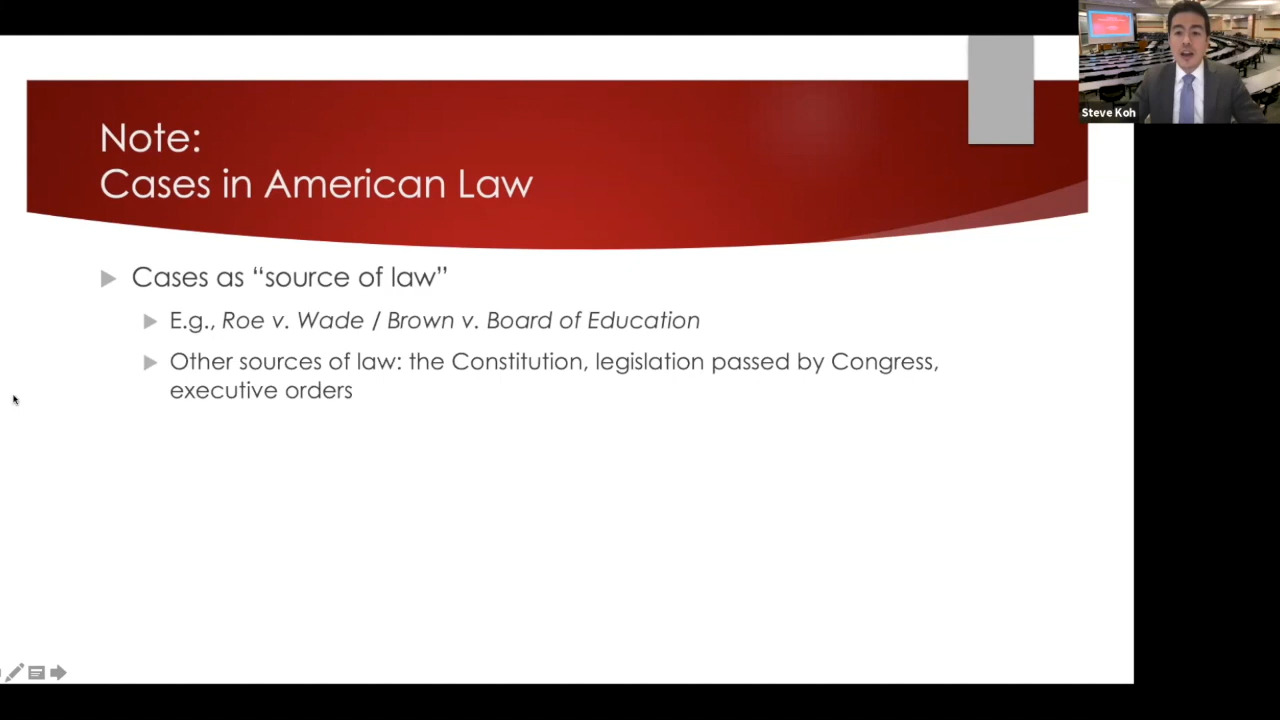 Note:
Cases in American Law
Cases as “source of law”
E.g., Roe v. Wade / Brown v. Board of Education
Other sources of law: the Constitution, legislation passed by Congress,
executive orders
Steve Koh